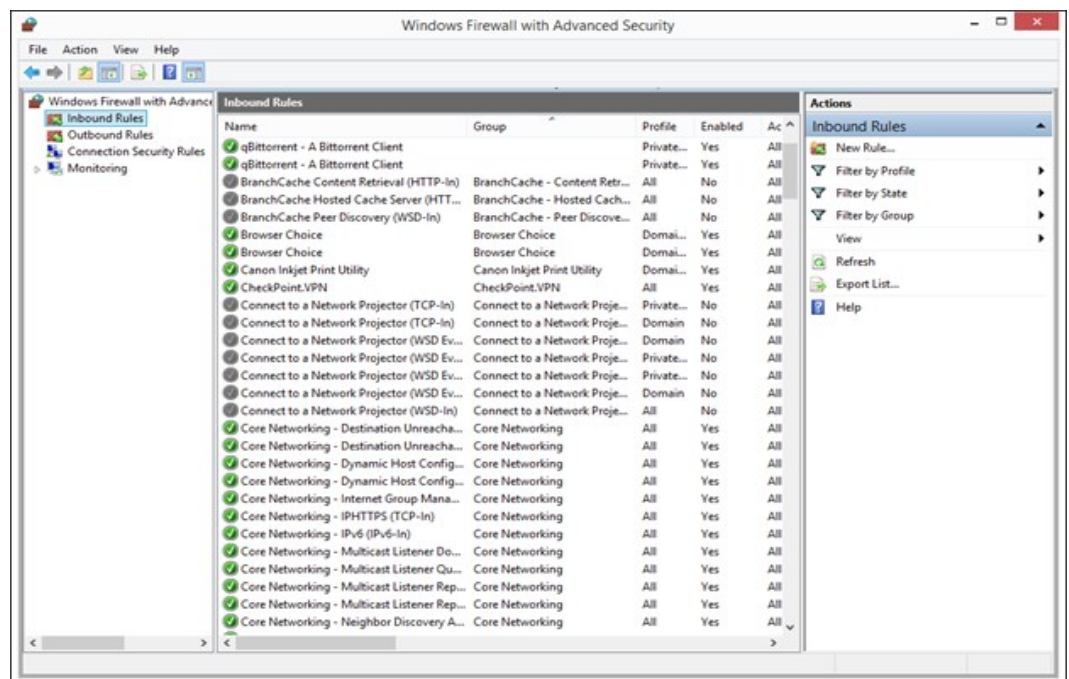 Windows Firewall with Advanced Security
File Action View Help
Windows Firewall with Advance
Inbound Rules
Outbound Rules
Connection Security Rules
Monitoring
Inbound Rules
Name Group Profile Enabled Ac
qBittorrent - A Bittorrent Client Private... Yes All
qBittorrent - A Bittorrent Client Private... Yes All
BranchCache Content Retrieval (HTTP-In) BranchCache - Content Retr... All No All
BranchCache Hosted Cache Server (HTT... BranchCache - Hosted Cach... All No All
BranchCache Peer Discovery (WSD-In) BranchCache - Peer Discove... All No All
Browser Choice Browser Choice Domai... Yes All
Browser Choice Browser Choice Domai... Yes All
Canon Inkjet Print Utility Canon Inkjet Print Utility Domai... Yes All
CheckPoint.VPN CheckPoint.VPN All Yes All
Connect to a Network Projector (TCP-In) Connect to a Network Proje... Private... No All
Connect to a Network Projector (TCP-In) Connect to a Network Proje... Domain No All
Connect to a Network Projector (WSD Ev... Connect to a Network Proje... Domain No All
Connect to a Network Projector (WSD Ev... Connect to a Network Proje... Private... No All
Connect to a Network Projector (WSD Ev... Connect to a Network Proje... Private... No All
Connect to a Network Projector (WSD Ev... Connect to a Network Proje... Domain No All
Connect to a Network Projector (WSD-In) Connect to a Network Proje... All No All
Core Networking - Destination Unreacha... Core Networking All Yes All
Core Networking - Destination Unreacha... Core Networking All Yes All
Core Networking - Dynamic Host Config... Core Networking All Yes All
Core Networking - Dynamic Host Config... Core Networking All Yes All
Core Networking - Internet Group Mana... Core Networking All Yes All
Core Networking - IPHTTPS (TCP-In) Core Networking All Yes All
Core Networking - IPv6 (IPv6-In) Core Networking All Yes All
Core Networking - Multicast Listener Do... Core Networking All Yes All
Core Networking - Multicast Listener Qu... Core Networking All Yes All
Core Networking - Multicast Listener Rep... Core Networking All Yes All
Core Networking - Multicast Listener Rep... Core Networking All Yes All
Core Networking - Neighbor Discovery A... Core Networking All Yes All
Actions
Inbound Rules
New Rule...
Filter by Profile
Filter by State
Filter by Group
View
Refresh
Export List...
Help